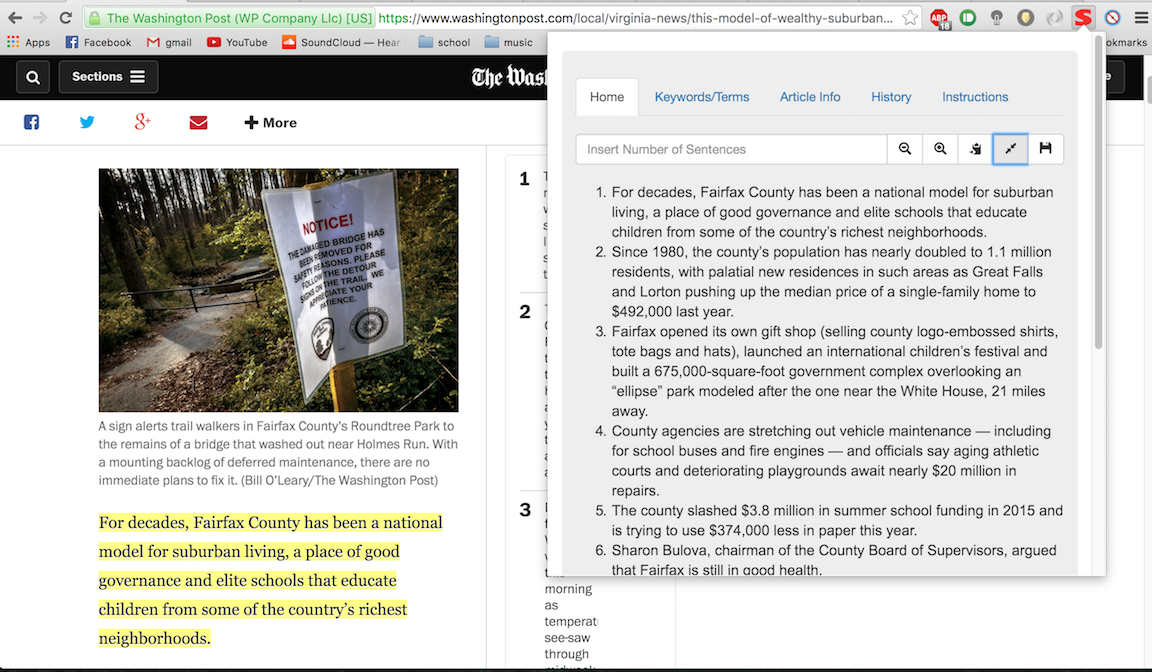 The Washington Post (WP Company Llc) [US] https://www.washingtonpost.com/local/virginia-news/this-model-of-wealthy-suburban...
ABP
18
S
Apps Facebook gmail YouTube SoundCloud — Hear school music
okmarks
Sections
The Was
e
+ More
NOTICE!
THE DAMAGED BRIDGE HAS
BEEN REMOVED FOR
SAFETY REASONS. PLEASE
FOLLOW THE DETOUR
SIGNS ON THE TRAIL. WE
APPRECIATE YOUR
PATIENCE.
A sign alerts trail walkers in Fairfax County's Roundtree Park to
the remains of a bridge that washed out near Holmes Run. With
a mounting backlog of deferred maintenance, there are no
immediate plans to fix it. (Bill O'Leary/The Washington Post)
For decades, Fairfax County has been a national
model for suburban living, a place of good
governance and elite schools that educate
children from some of the country's richest
neighborhoods.
1
2
3
morning
as
temperat
see-saw
through
Home Keywords/Terms Article Info History Instructions
Insert Number of Sentences
1. For decades, Fairfax County has been a national model for suburban
living, a place of good governance and elite schools that educate
children from some of the country's richest neighborhoods.
2. Since 1980, the county's population has nearly doubled to 1.1 million
residents, with palatial new residences in such areas as Great Falls
and Lorton pushing up the median price of a single-family home to
$492,000 last year.
3. Fairfax opened its own gift shop (selling county logo-embossed shirts,
tote bags and hats), launched an international children's festival and
built a 675,000-square-foot government complex overlooking an
“ellipse” park modeled after the one near the White House, 21 miles
away.
4. County agencies are stretching out vehicle maintenance — including
for school buses and fire engines — and officials say aging athletic
courts and deteriorating playgrounds await nearly $20 million in
repairs.
5. The county slashed $3.8 million in summer school funding in 2015 and
is trying to use $374,000 less in paper this year.
6. Sharon Bulova, chairman of the County Board of Supervisors, argued
that Fairfax is still in good health.